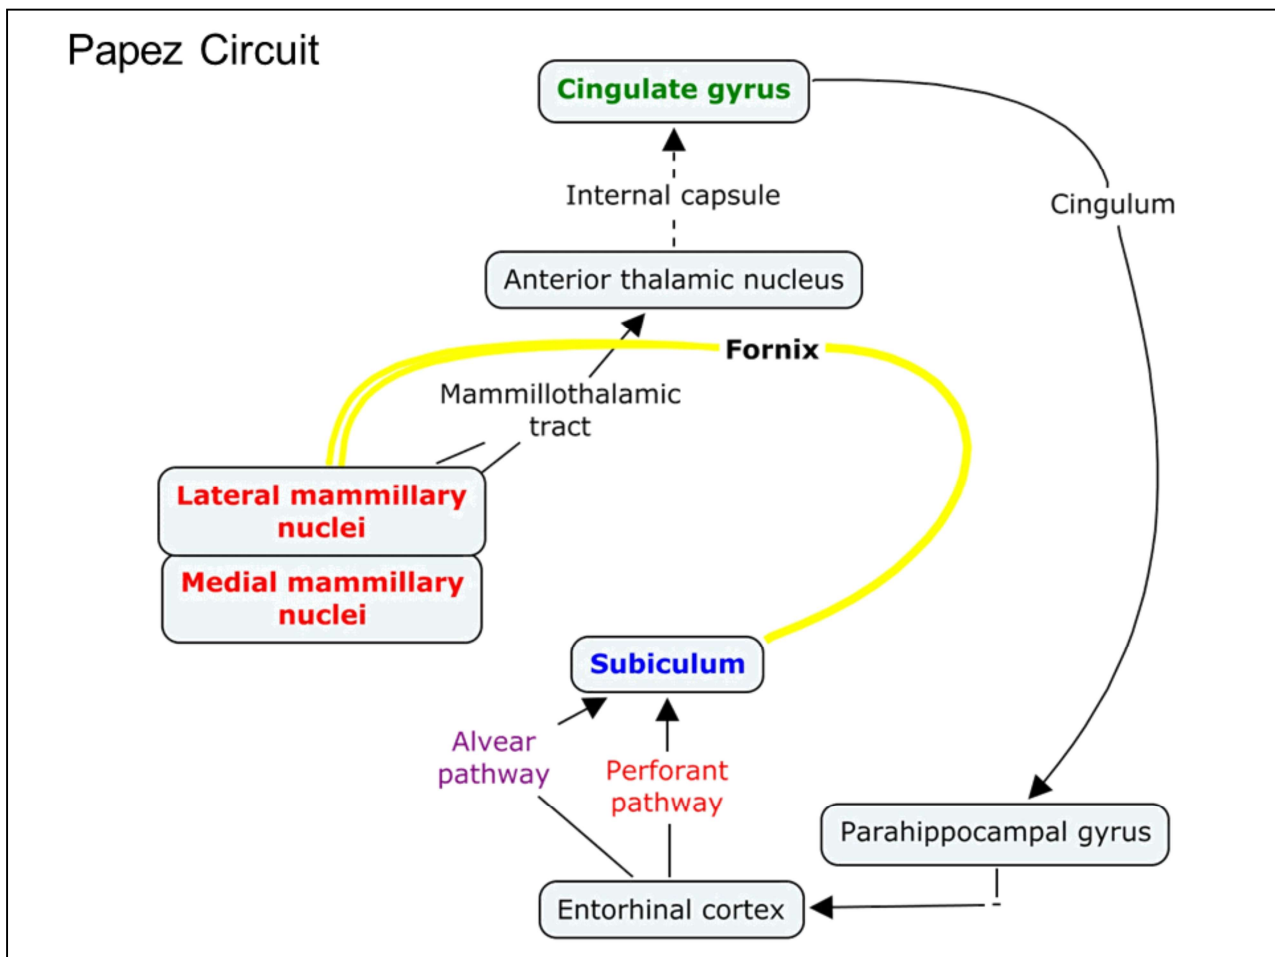 Papez Circuit
Cingulate gyrus
Internal capsule
Cingulum
Anterior thalamic nucleus
Fornix
Mammillothalamic
tract
Lateral mammillary
nuclei
Medial mammillary
nuclei
Subiculum
Alvear
pathway
Perforant
pathway
Parahippocampal gyrus
Entorhinal cortex